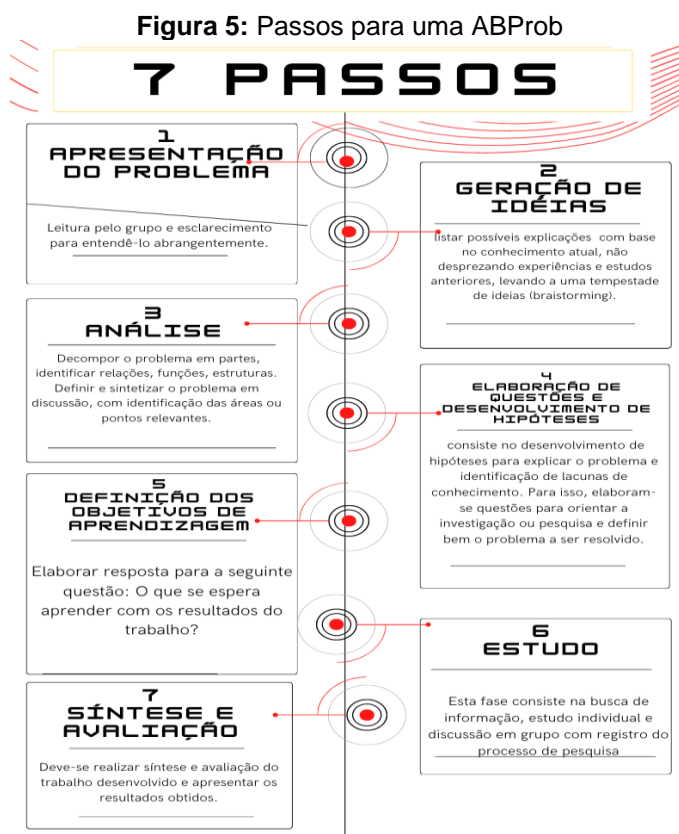 Figura 5: Passos para uma ABProb
7 PASSOS
1
APRESENTAÇÃO
DO PROBLEMA
Leitura pelo grupo e esclarecimento
para entendê-lo abrangentemente.
2
GERAÇÃO DE
IDÉIAS
listar possíveis explicações com base
no conhecimento atual, não
desprezando experiências e estudos
anteriores, levando a uma tempestade
de ideias (braistorming).
3
ANÁLISE
Decompor o problema em partes,
identificar relações, funções, estruturas.
Definir e sintetizar o problema em
discussão, com identificação das áreas ou
pontos relevantes.
4
ELABORAÇÃO DE
QUESTÕES E
DESENVOLVIMENTO DE
HIPÓTESES
consiste no desenvolvimento de
hipóteses para explicar o problema e
identificação de lacunas de
conhecimento. Para isso, elaboram-
se questões para orientar a
investigação ou pesquisa e definir
bem o problema a ser resolvido.
5
DEFINIÇÃO DOS
OBJETIVOS DE
APRENDIZAGEM
Elaborar resposta para a seguinte
questão: O que se espera
aprender com os resultados do
trabalho?
6
ESTUDO
Esta fase consiste na busca de
informação, estudo individual e
discussão em grupo com registro do
processo de pesquisa
7
SÍNTESE E
AVALIAÇÃO
Deve-se realizar síntese e avaliação do
trabalho desenvolvido e apresentar os
resultados obtidos.